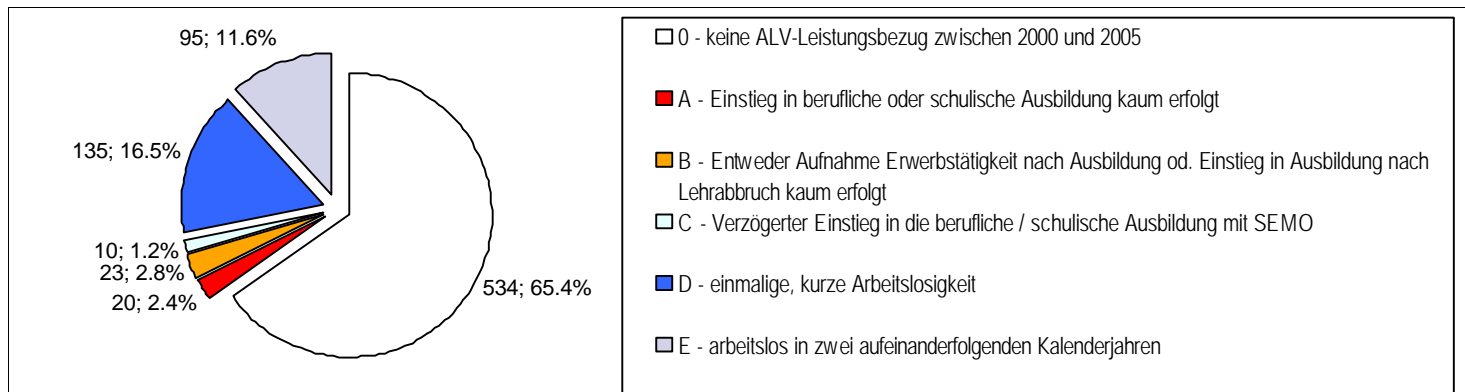 95; 11.6%
135; 16.5%
10; 1.2%
23; 2.8%
20; 2.4%
534; 65.4%
0 - keine ALV-Leistungsbezug zwischen 2000 und 2005
A - Einstieg in berufliche oder schulische Ausbildung kaum erfolgt
B - Entweder Aufnahme Erwerbstätigkeit nach Ausbildung od. Einstieg in Ausbildung nach
Lehrabbruch kaum erfolgt
C - Verzögerter Einstieg in die berufliche / schulische Ausbildung mit SEMO
D - einmalige, kurze Arbeitslosigkeit
E - arbeitslos in zwei aufeinanderfolgenden Kalenderjahren